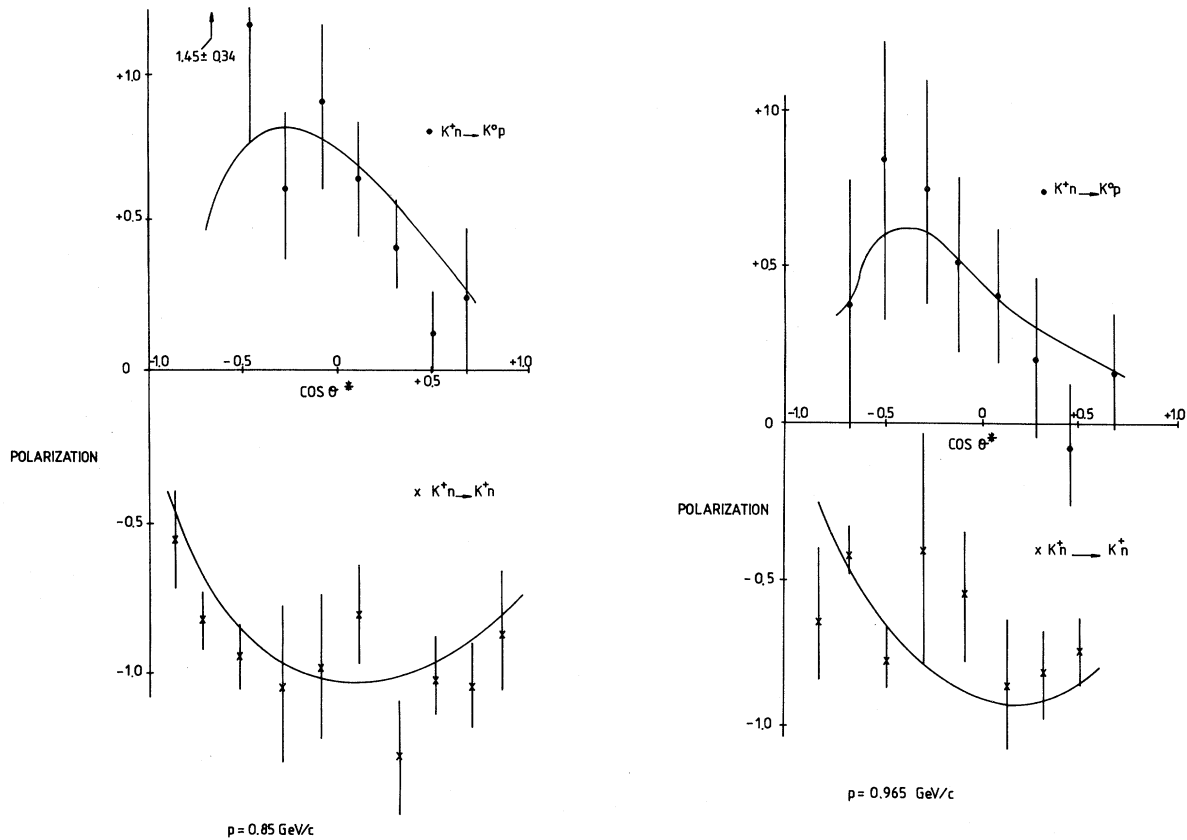 1.45± 0.34
+1.0
K⁺n → K⁰p
+0.5
0
-1.0
-0.5
0
+0.5
+1.0
COS θ*
POLARIZATION
x K⁺n → K⁺n
-0,5
-1,0
p = 0.85 GeV/c
+1.0
K⁺n → K⁰p
+0.5
0
-1.0
-0.5
0
+0.5
+1.0
COS θ*
POLARIZATION
x K⁺n → K⁺n
-0,5
-1,0
p = 0.965 GeV/c